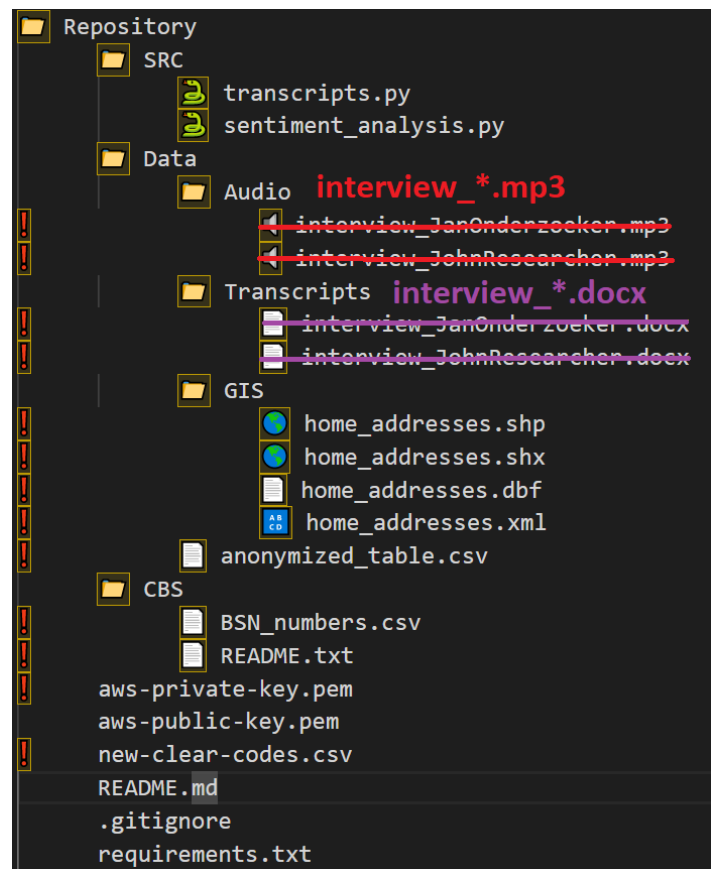 Repository
SRC
transcripts.py
sentiment_analysis.py
Data
Audio interview_*.mp3
interview_JanOnderzoeker.mp3
interview_JohnResearcher.mp3
Transcripts interview_*.docx
interview_JanOnderzoeker.docx
interview_JohnResearcher.docx
GIS
home_addresses.shp
home_addresses.shx
home_addresses.dbf
home_addresses.xml
anonymized_table.csv
CBS
BSN_numbers.csv
README.txt
aws-private-key.pem
aws-public-key.pem
new-clear-codes.csv
README.md
.gitignore
requirements.txt